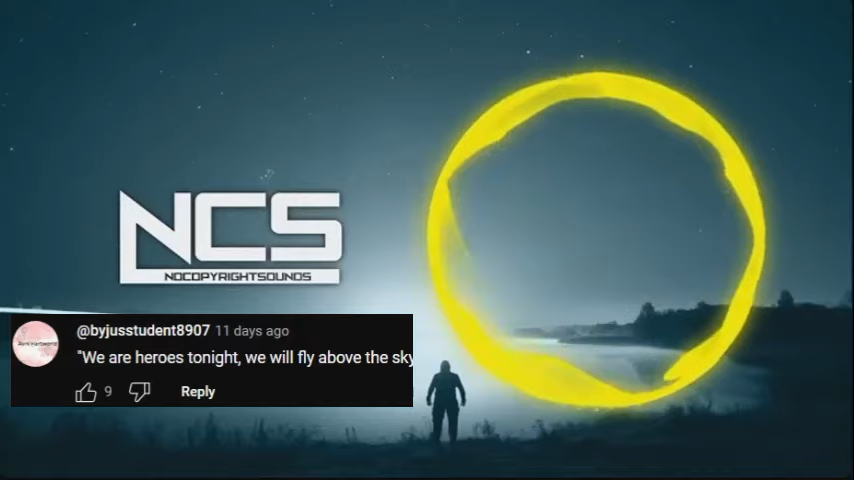 NCS
NOCOPYRIGHTSOUNDS
@byjusstudent8907 11 days ago
"We are heroes tonight, we will fly above the sky
9
Reply